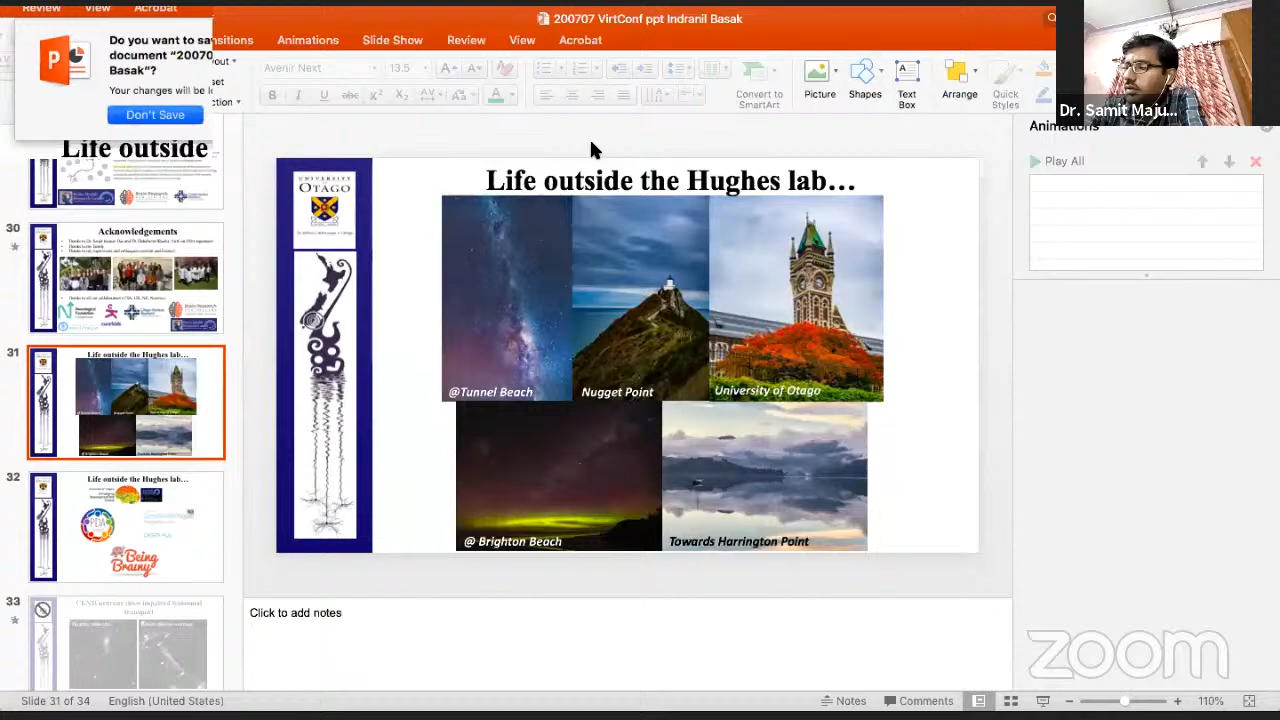 Review View Acrobat
200707 VirtConf ppt Indranil Basak
Do you want to sa
document “20070
Basak”?
Your changes will be l
Don't Save
Animations Slide Show Review View Acrobat
Avenir Next 13.5
Convert to
SmartArt
Picture
Shapes
Text
Box
Arrange
Quick
Styles
Dr. Samit Maju...
Animations
Play All
Life outside
30
Acknowledgements
31
Life outside the Hughes lab...
32
Life outside the Hughes lab...
PDA
Being
Brainy
33
UNIVERSITY
OTAGO
Life outside the Hughes lab…
@Tunnel Beach
Nugget Point
University of Otago
@ Brighton Beach
Towards Harrington Point
Click to add notes
zoom
Slide 31 of 34 English (United States)
Notes Comments 110%